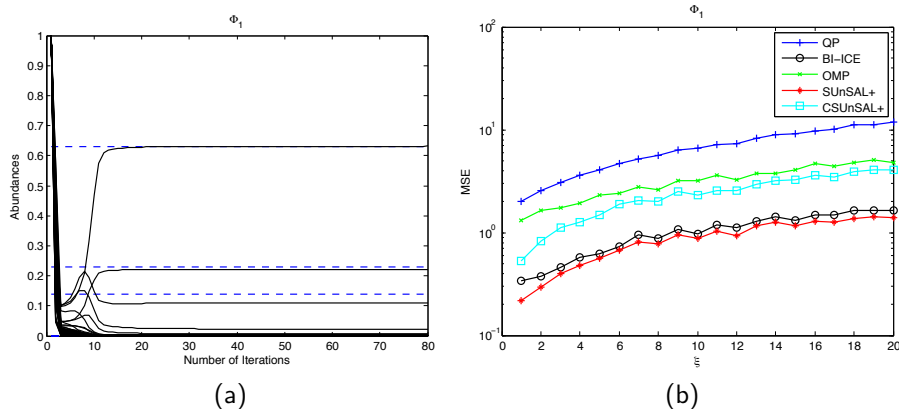 Φ1
Abundances
1
0.9
0.8
0.7
0.6
0.5
0.4
0.3
0.2
0.1
0
0 10 20 30 40 50 60 70 80
Number of Iterations
(a)
Φ1
MSE
10^2
10^1
10^0
10^-1
QP
BI-ICE
OMP
SUnSAL+
CSUnSAL+
0 2 4 6 8 10 12 14 16 18 20
ξ
(b)